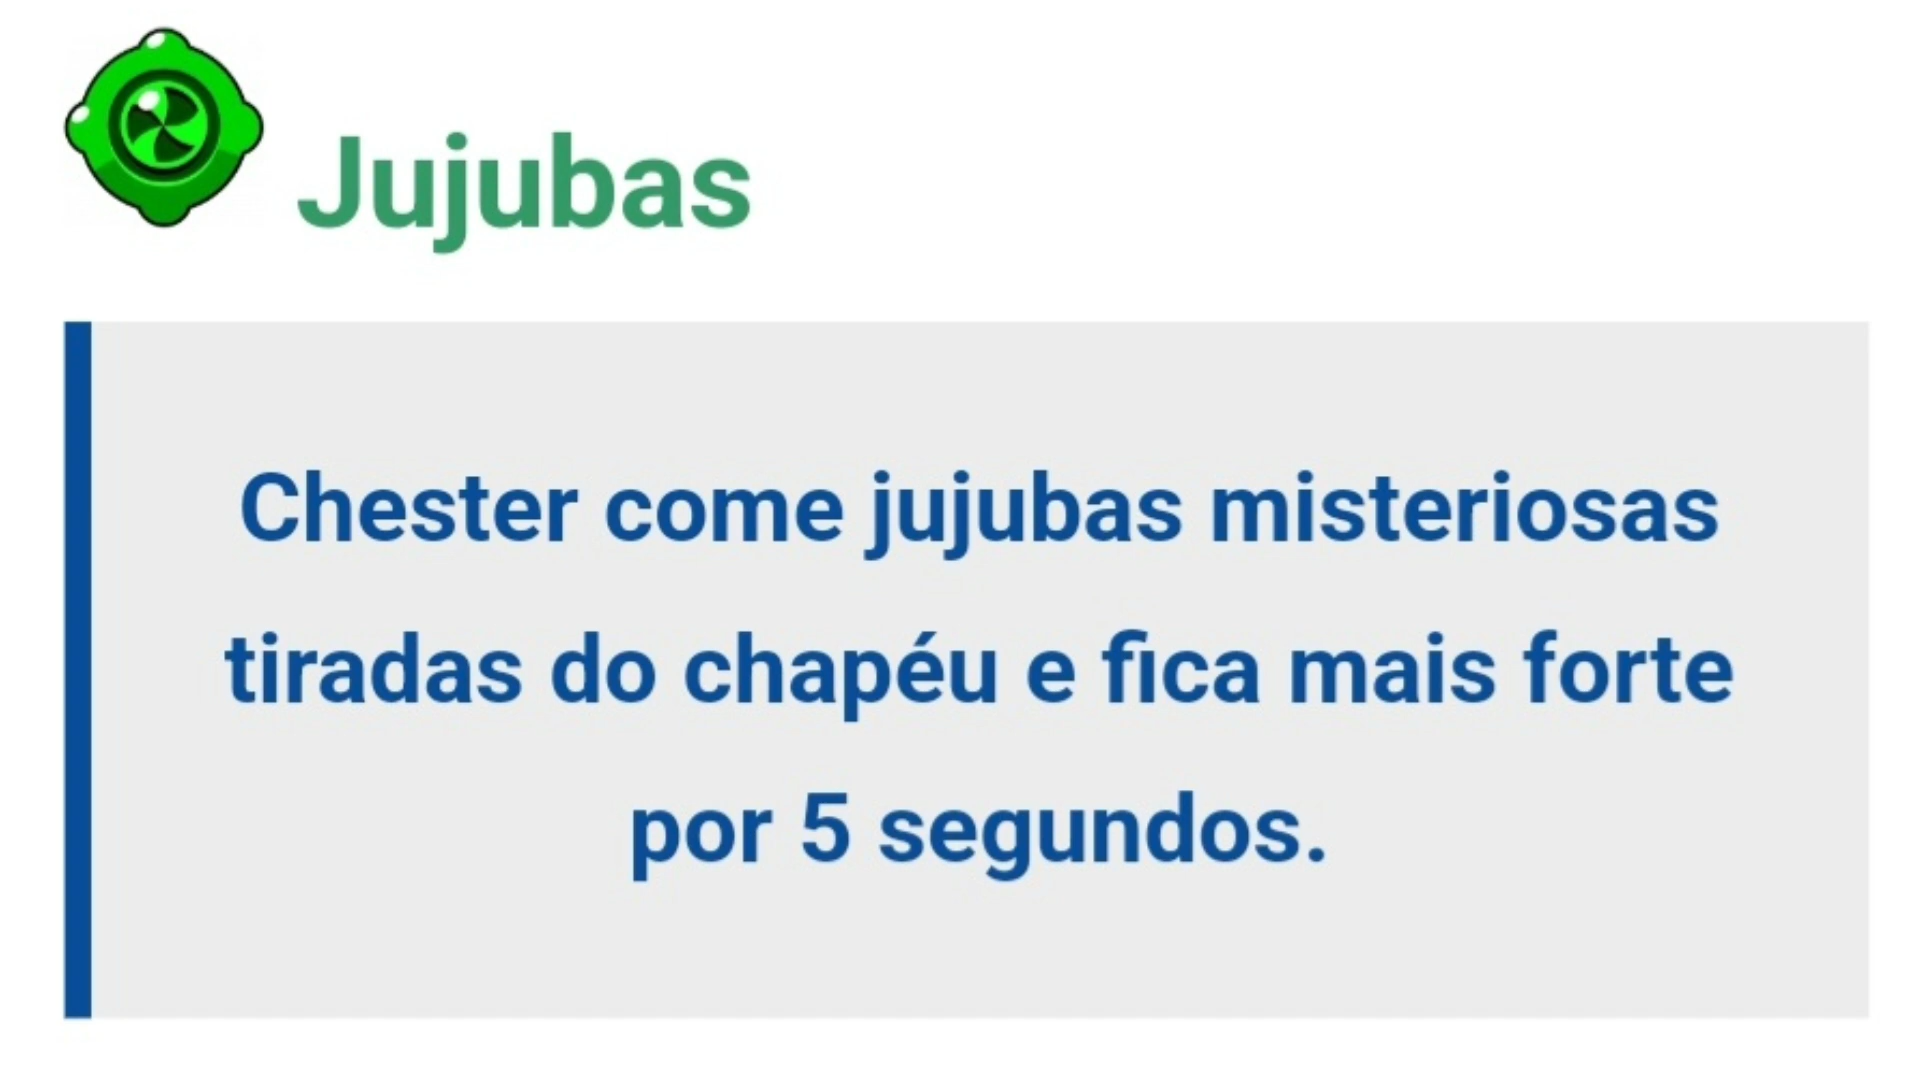 Jujubas
Chester come jujubas misteriosas
tiradas do chapéu e fica mais forte
por 5 segundos.